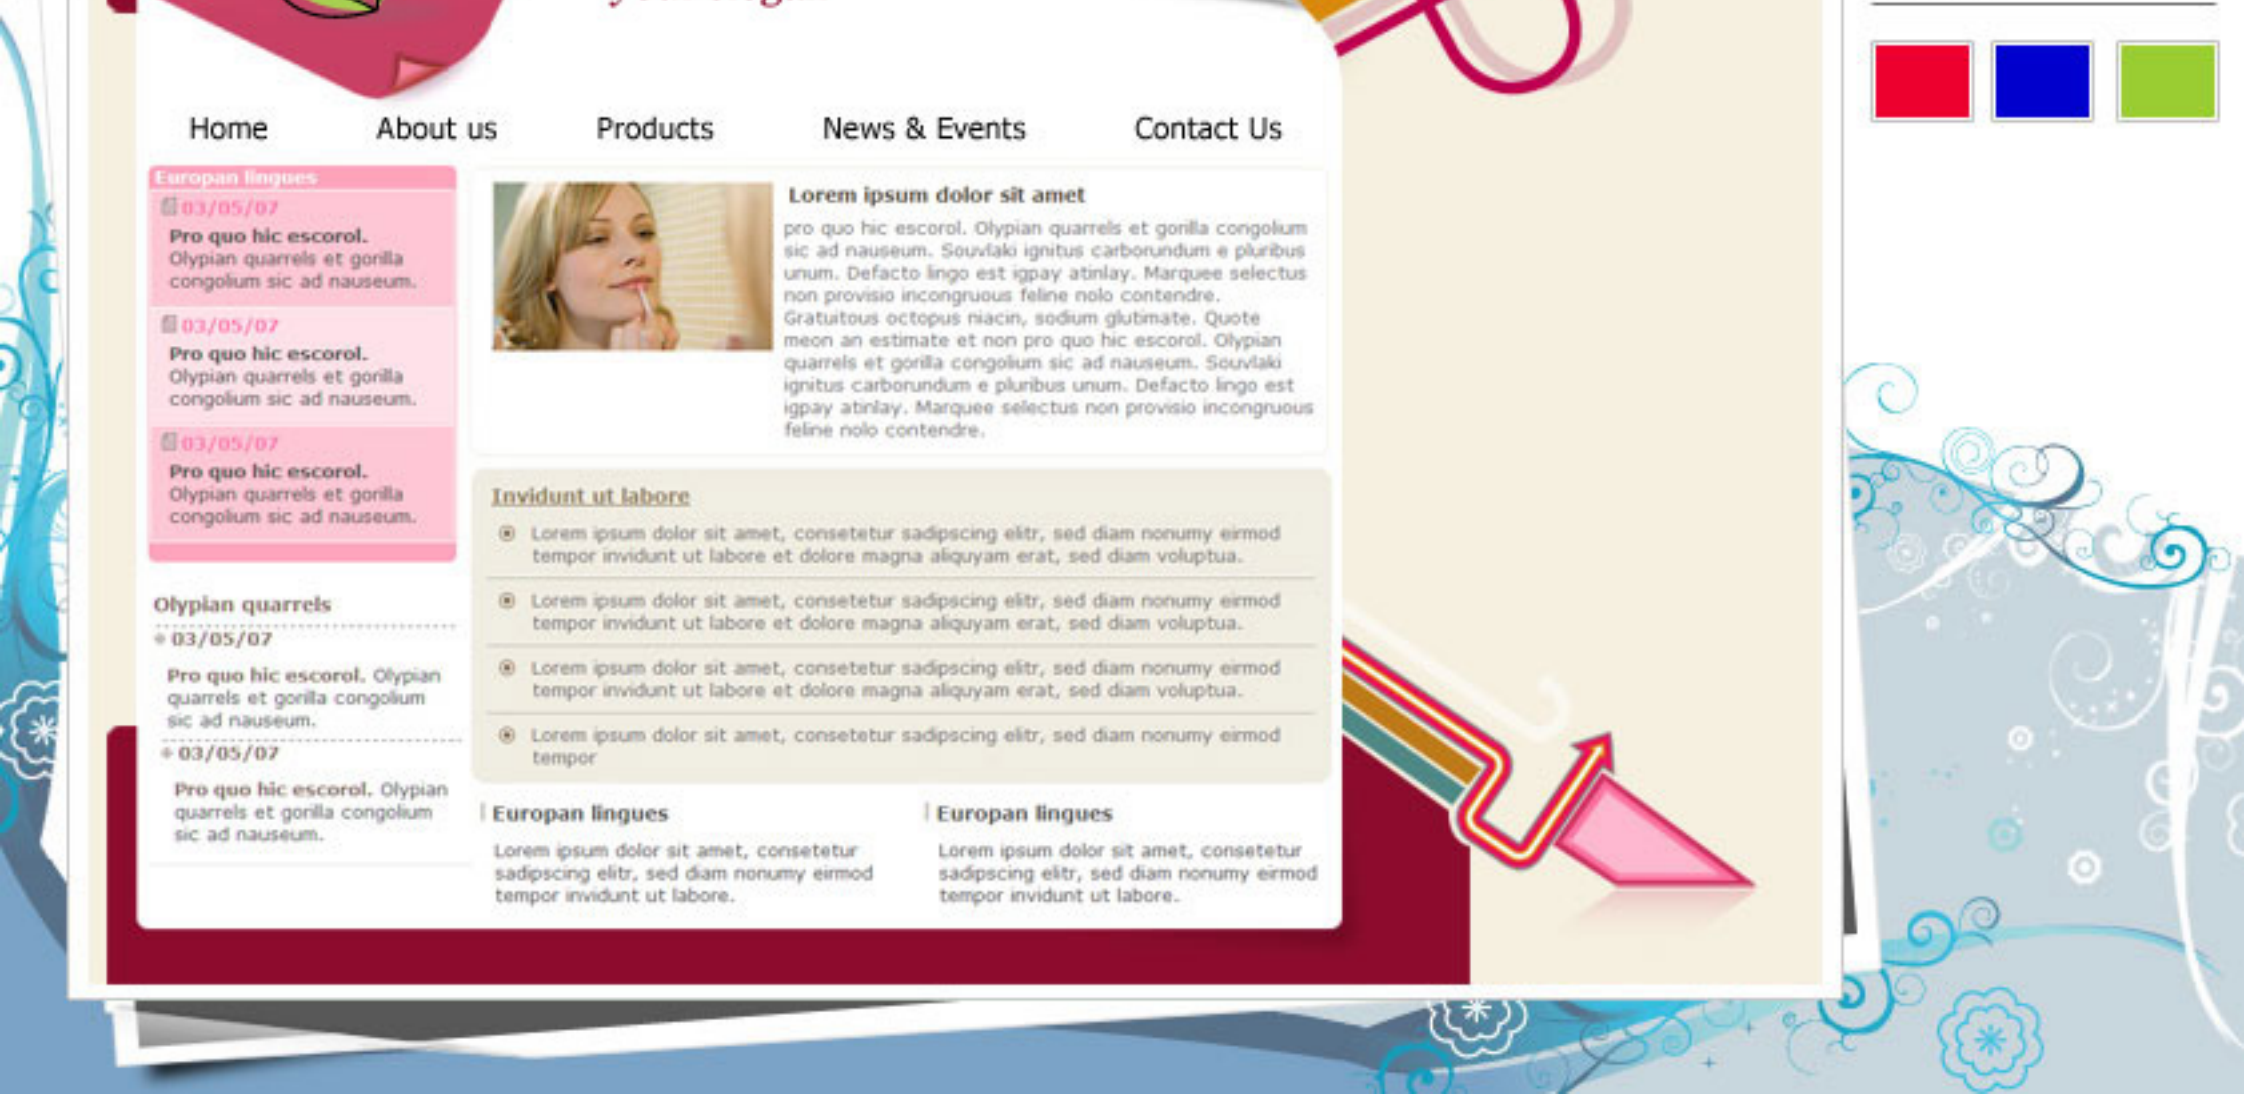 Home About us Products News & Events Contact Us
Europan lingues
03/05/07
Pro quo hic escorol.
Olypian quarrels et gorilla
congolium sic ad nauseum.
03/05/07
Pro quo hic escorol.
Olypian quarrels et gorilla
congolium sic ad nauseum.
03/05/07
Pro quo hic escorol.
Olypian quarrels et gorilla
congolium sic ad nauseum.
Olypian quarrels
03/05/07
Pro quo hic escorol. Olypian
quarrels et gorilla congolium
sic ad nauseum.
03/05/07
Pro quo hic escorol. Olypian
quarrels et gorilla congolium
sic ad nauseum.
Lorem ipsum dolor sit amet
pro quo hic escorol. Olypian quarrels et gorilla congolium
sic ad nauseum. Souvlaki ignitus carborundum e pluribus
unum. Defacto lingo est igpay atinlay. Marquee selectus
non provisio incongruous feline nolo contendre.
Gratuitous octopus niacin, sodium glutimate. Quote
meon an estimate et non pro quo hic escorol. Olypian
quarrels et gorilla congolium sic ad nauseum. Souvlaki
ignitus carborundum e pluribus unum. Defacto lingo est
igpay atinlay. Marquee selectus non provisio incongruous
feline nolo contendre.
Invidunt ut labore
Lorem ipsum dolor sit amet, consetetur sadipscing elitr, sed diam nonumy eirmod
tempor invidunt ut labore et dolore magna aliquyam erat, sed diam voluptua.
Lorem ipsum dolor sit amet, consetetur sadipscing elitr, sed diam nonumy eirmod
tempor invidunt ut labore et dolore magna aliquyam erat, sed diam voluptua.
Lorem ipsum dolor sit amet, consetetur sadipscing elitr, sed diam nonumy eirmod
tempor invidunt ut labore et dolore magna aliquyam erat, sed diam voluptua.
Lorem ipsum dolor sit amet, consetetur sadipscing elitr, sed diam nonumy eirmod
tempor
Europan lingues
Lorem ipsum dolor sit amet, consetetur
sadipscing elitr, sed diam nonumy eirmod
tempor invidunt ut labore.
Europan lingues
Lorem ipsum dolor sit amet, consetetur
sadipscing elitr, sed diam nonumy eirmod
tempor invidunt ut labore.